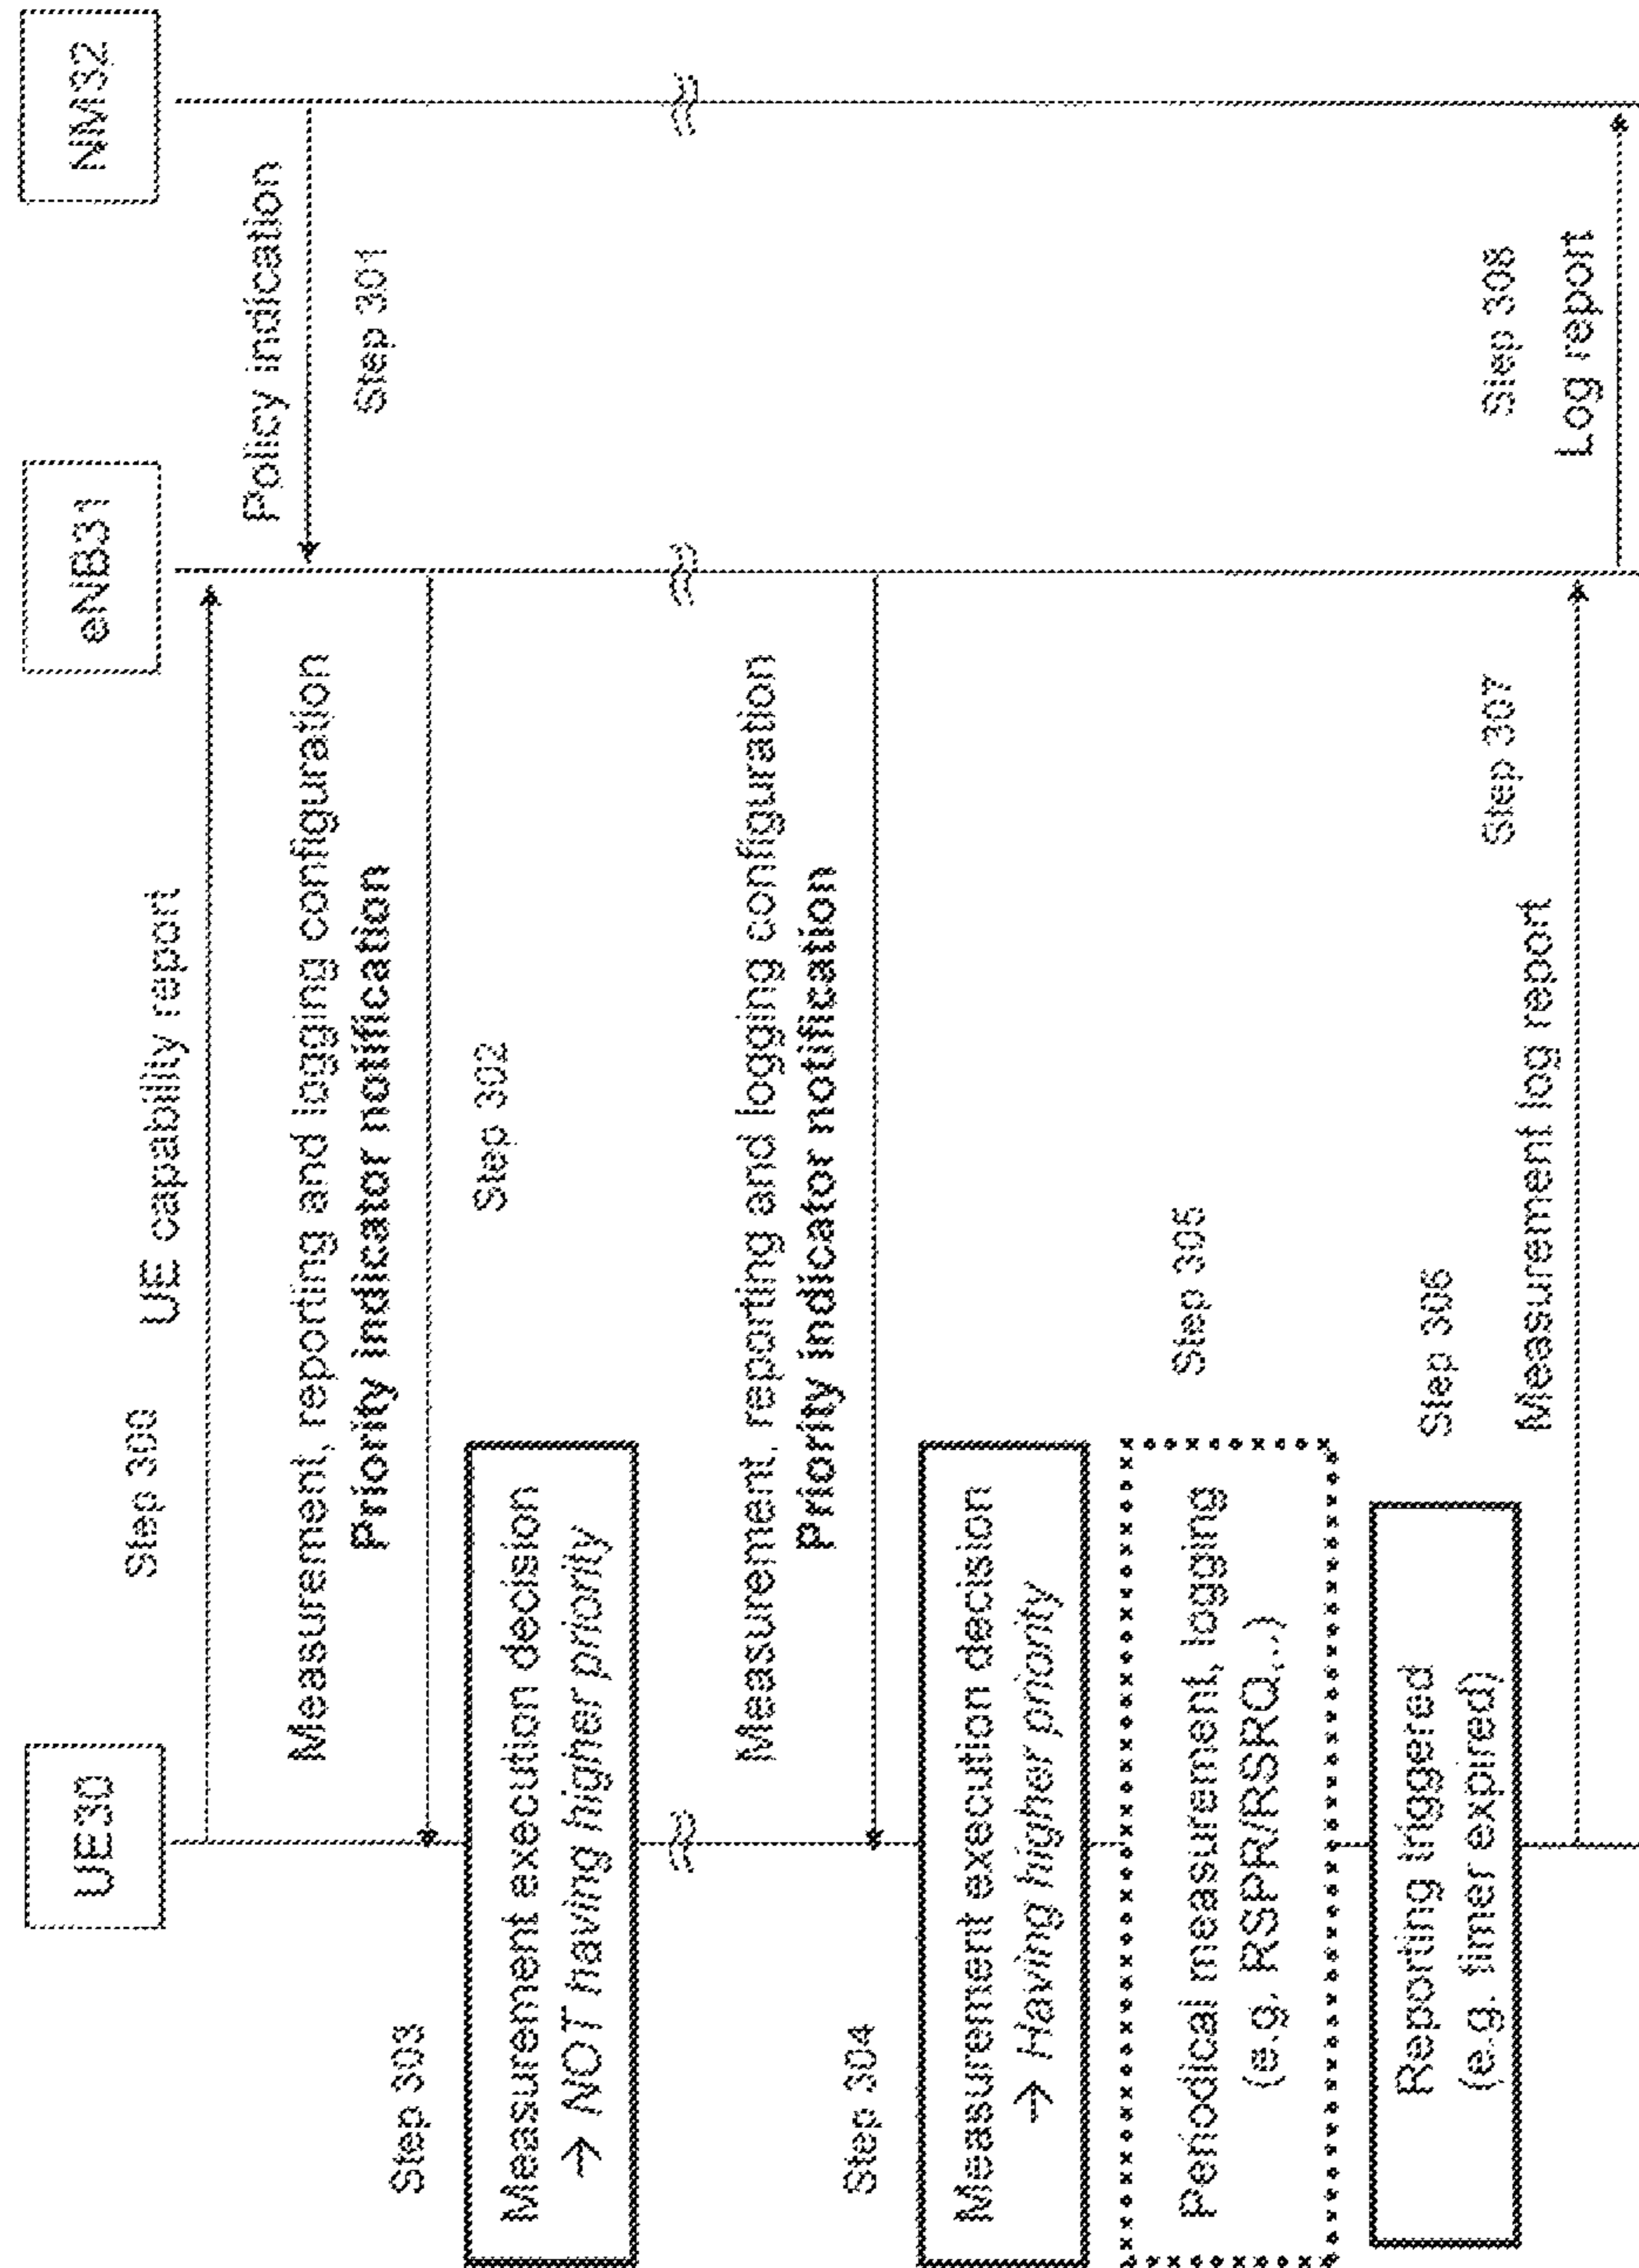 UE30
eNB31
NM32
Step 300
UE capability report
Policy indication
Step 301
Measurement, reporting and logging configuration
Priority indicator notification
Step 302
Step 303
Measurement execution decision
→ NOT having higher priority
Measurement, reporting and logging configuration
Priority indicator notification
Step 304
Measurement execution decision
→ Having higher priority
Step 305
Periodical measurement, logging
(e.g. RSPR/RSRQ,..)
Step 306
Reporting triggered
(e.g. timer expired)
Step 307
Measurement log report
Step 308
Log report